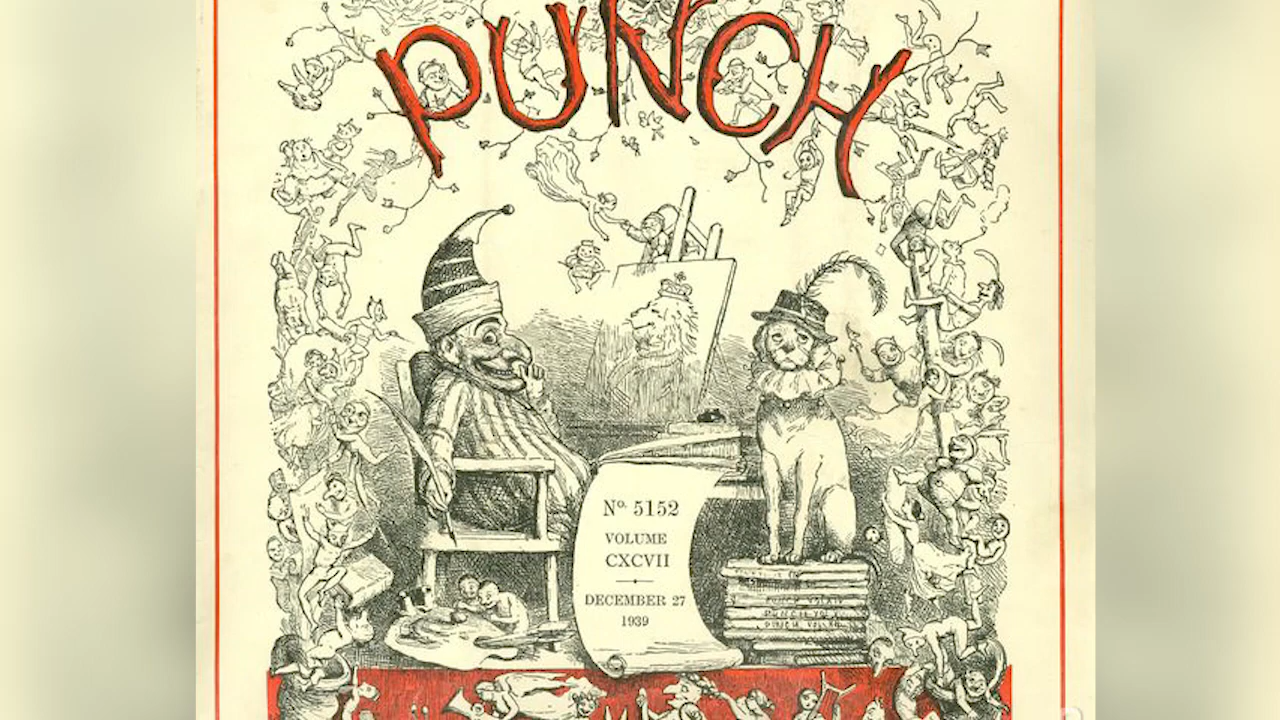 PUNCH
Nº. 5152
VOLUME
CXCVII
DECEMBER 27
1939